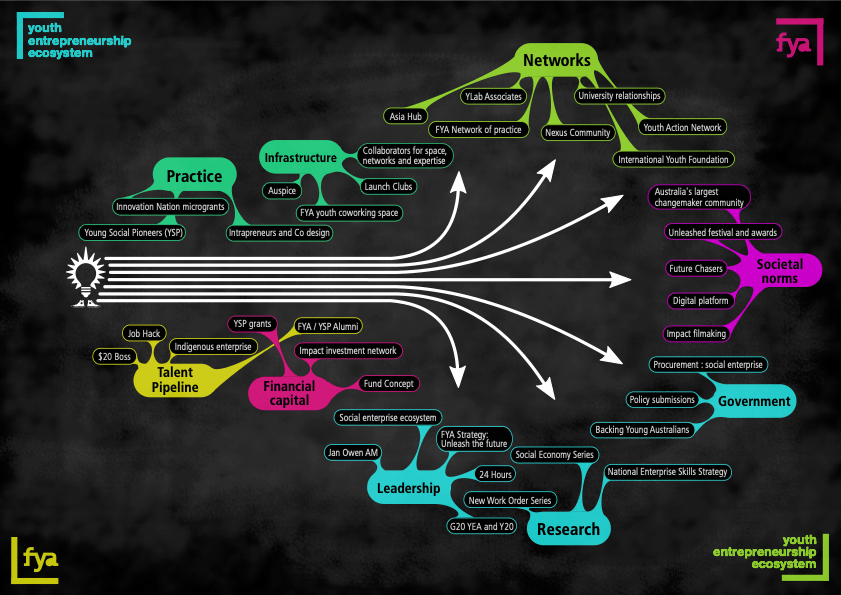 youth
entrepreneurship
ecosystem
fya
Networks
YLab Associates
University relationships
Asia Hub
FYA Network of practice
Nexus Community
Youth Action Network
International Youth Foundation
Infrastructure
Collaborators for space,
networks and expertise
Auspice
Launch Clubs
FYA youth coworking space
Practice
Innovation Nation microgrants
Young Social Pioneers (YSP)
Intrapreneurs and Co design
Australia's largest
changemaker community
Unleashed festival and awards
Future Chasers
Societal
norms
Digital platform
Impact filmaking
Job Hack
$20 Boss
Indigenous enterprise
FYA / YSP Alumni
Talent
Pipeline
YSP grants
Impact investment network
Fund Concept
Financial
capital
Procurement : social enterprise
Policy submissions
Government
Backing Young Australians
Social enterprise ecosystem
FYA Strategy:
Unleash the future
Jan Owen AM
24 Hours
Leadership
G20 YEA and Y20
Social Economy Series
National Enterprise Skills Strategy
New Work Order Series
Research
fya
youth
entrepreneurship
ecosystem